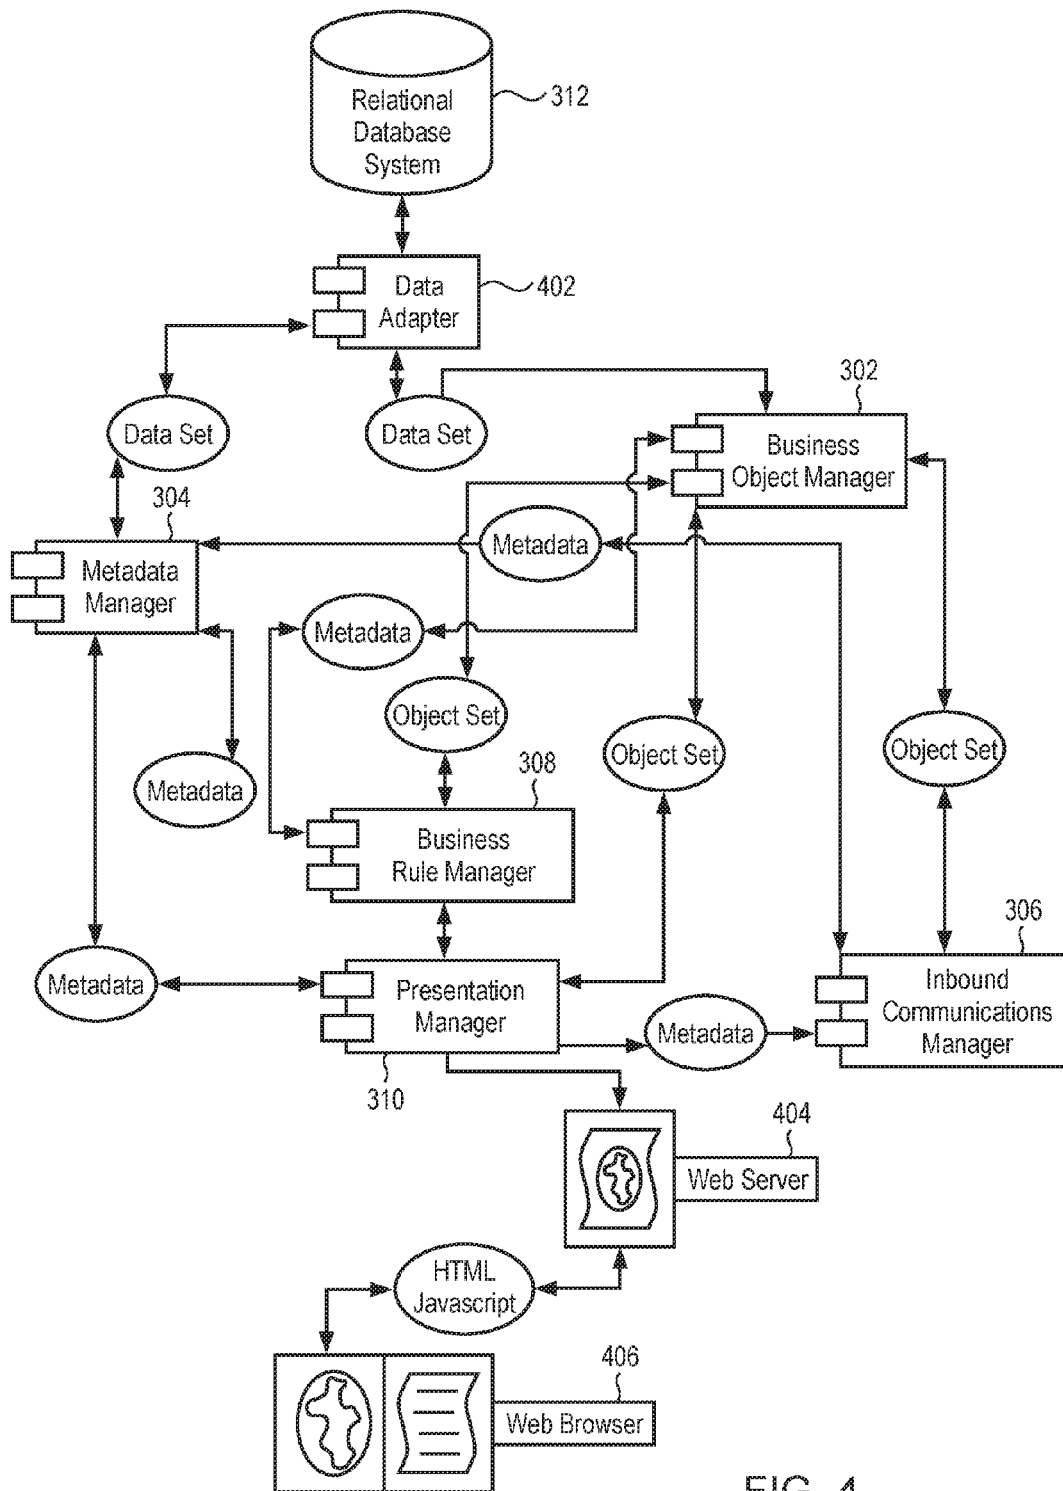 Relational
Database
System
312
Data
Adapter
402
Data Set
Data Set
302
Business
Object Manager
304
Metadata
Manager
Metadata
Metadata
Object Set
Object Set
Object Set
Metadata
308
Business
Rule Manager
306
Metadata
Presentation
Manager
Metadata
Inbound
Communications
Manager
310
404
Web Server
HTML
Javascript
406
Web Browser
FIG. 4